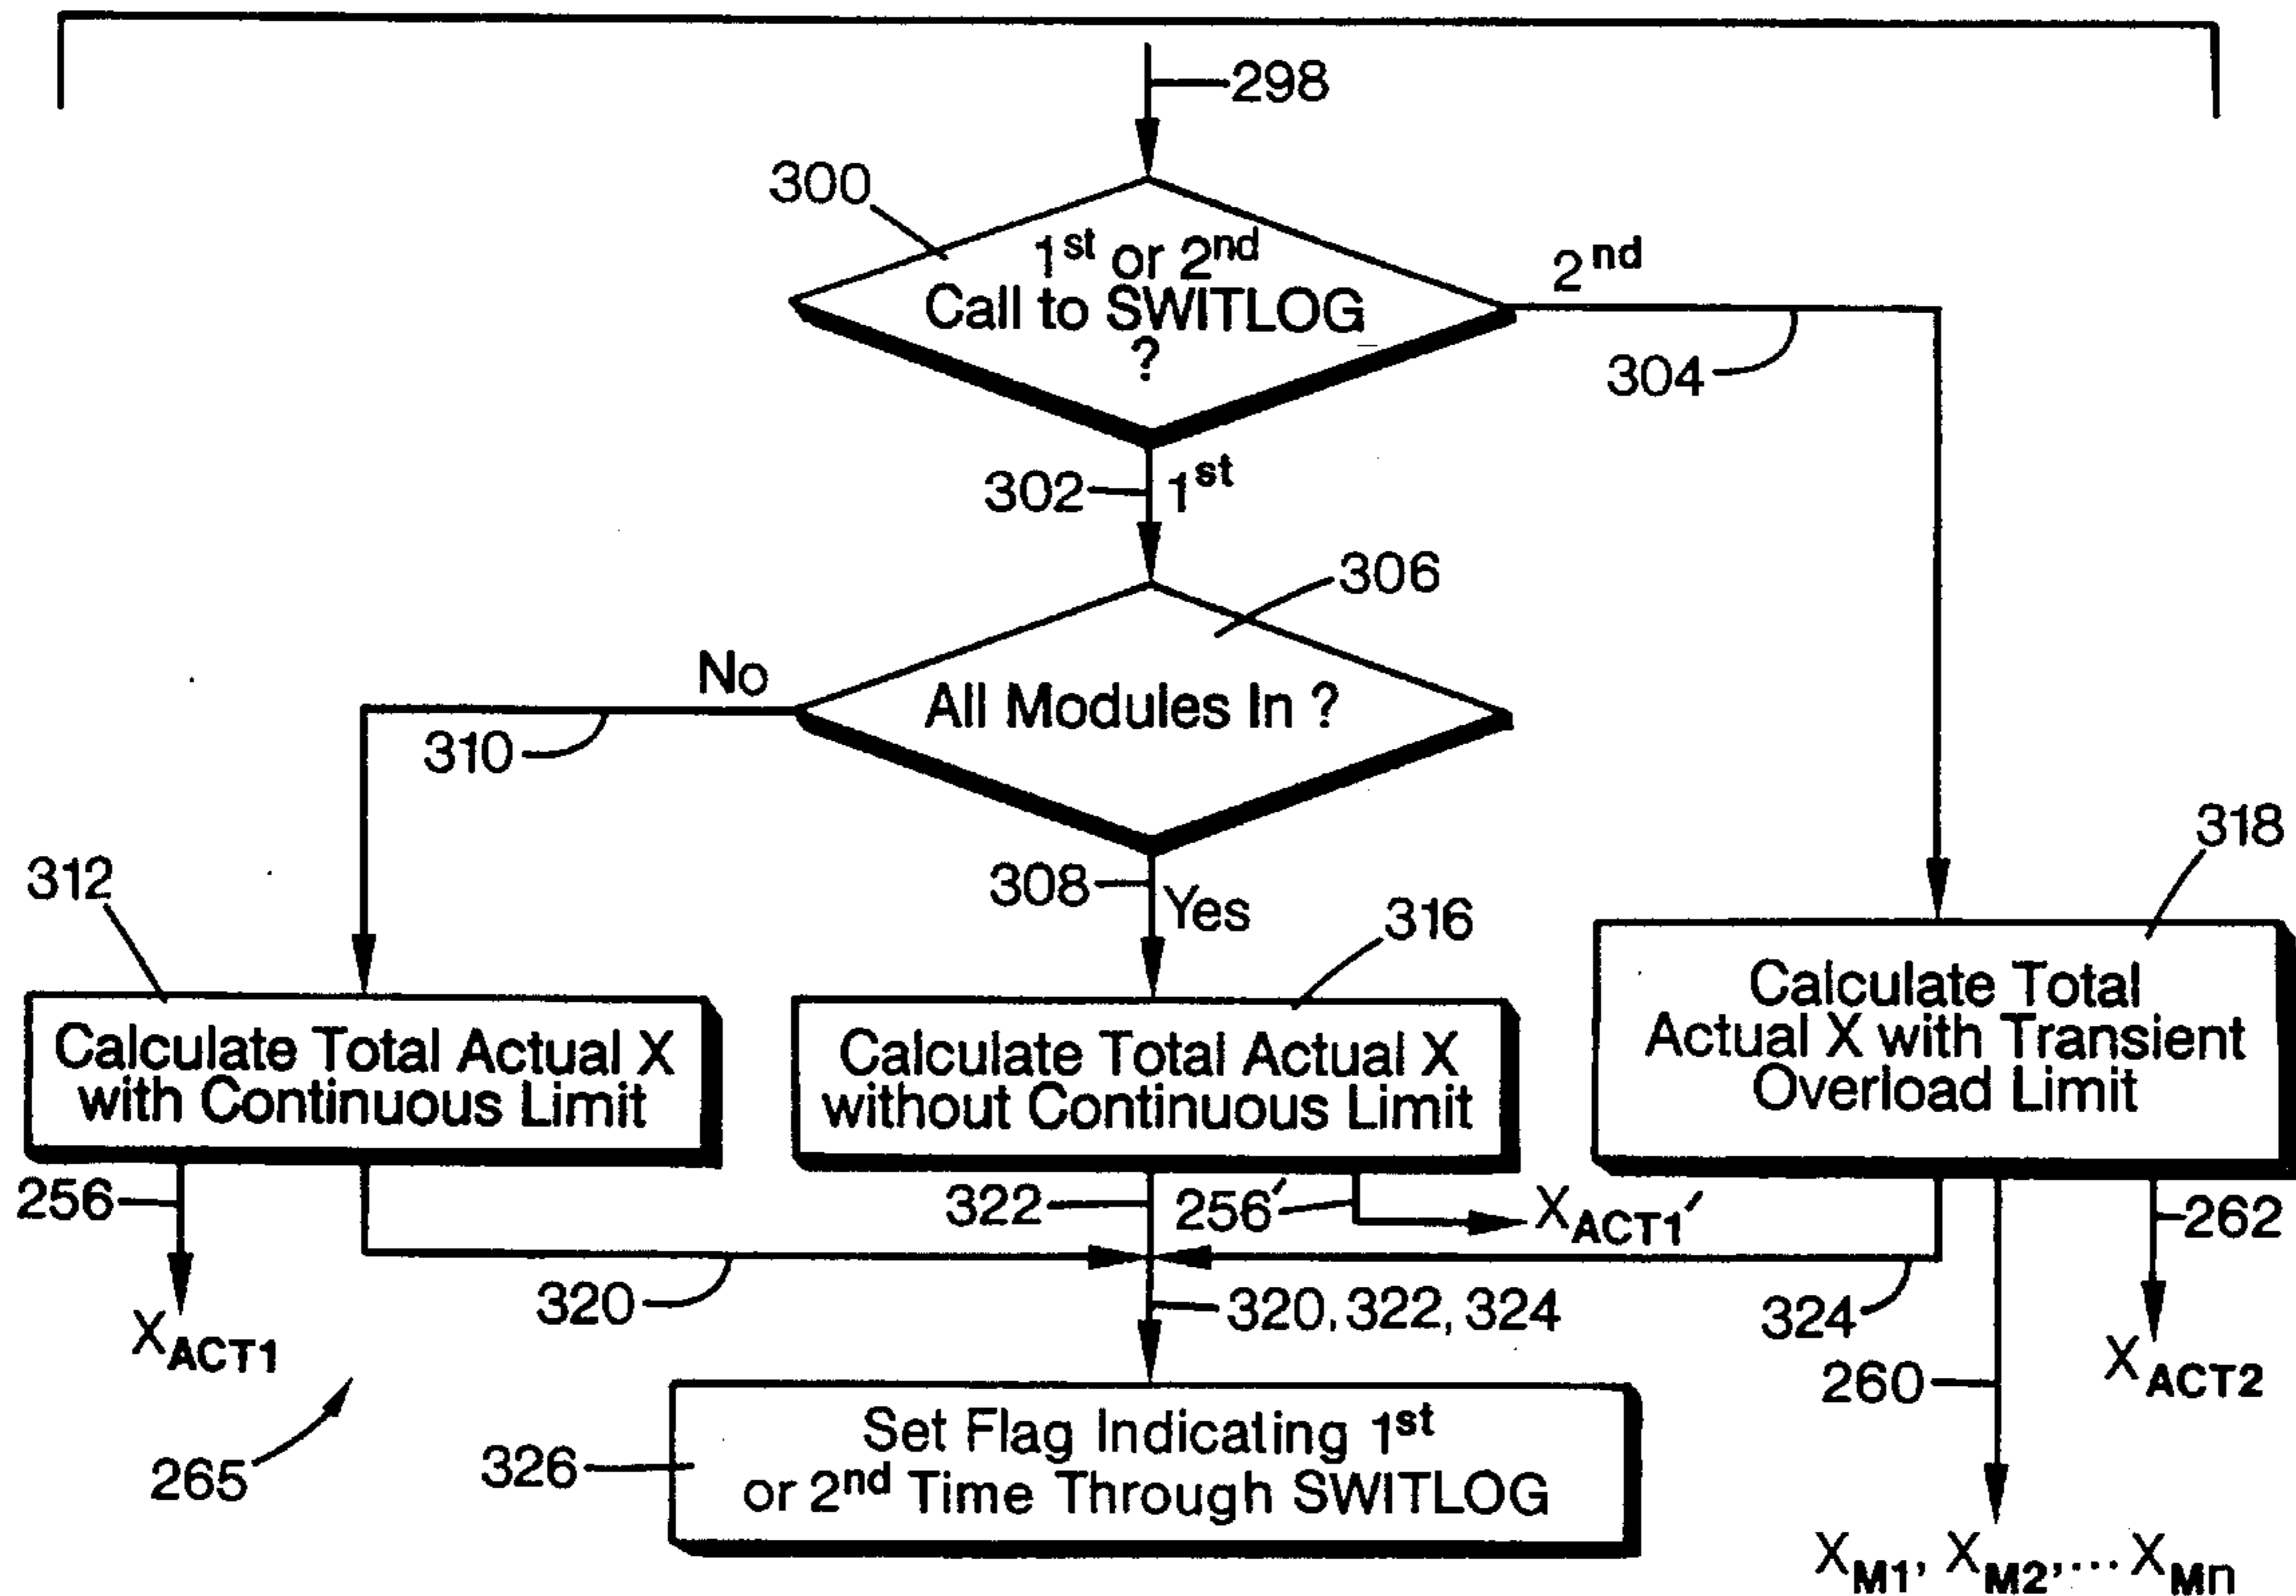 298
300
1st or 2nd
Call to SWITLOG
?
2nd
304
302
1st
306
All Modules In ?
No
310
308
Yes
312
316
318
Calculate Total Actual X
with Continuous Limit
Calculate Total Actual X
without Continuous Limit
Calculate Total
Actual X with Transient
Overload Limit
256
322
256′
XACT1′
262
320
320, 322, 324
324
XACT1
260
XACT2
265
326
Set Flag Indicating 1st
or 2nd Time Through SWITLOG
XM1, XM2, ... XMn